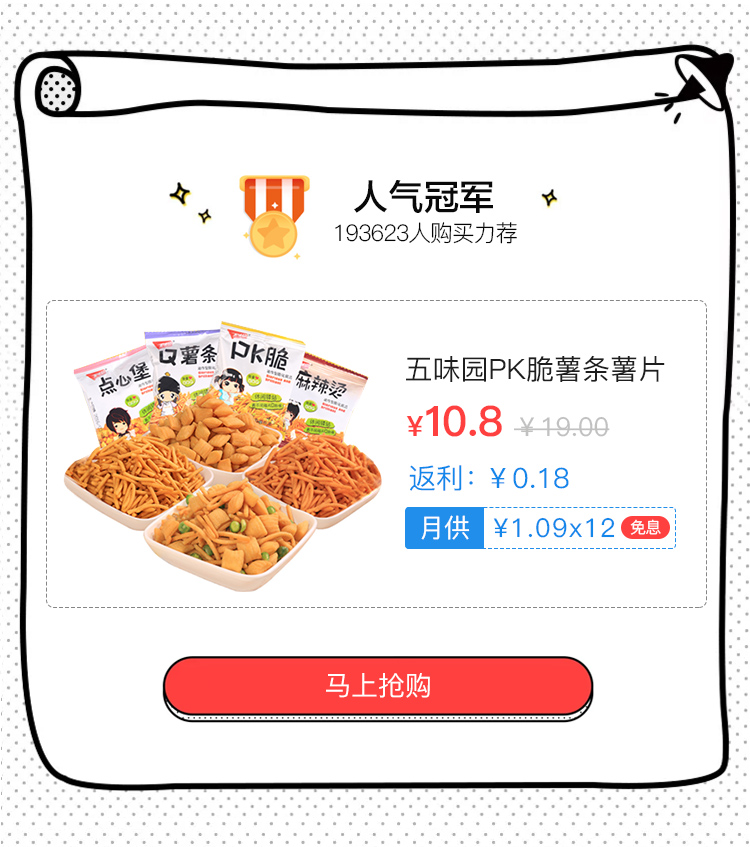 人气冠军
193623人购买力荐
点心堡
Q薯条
PK脆
麻辣烫
五味园PK脆薯条薯片
¥10.8 ¥19.00
返利：¥0.18
月供 ¥1.09x12 免息
马上抢购